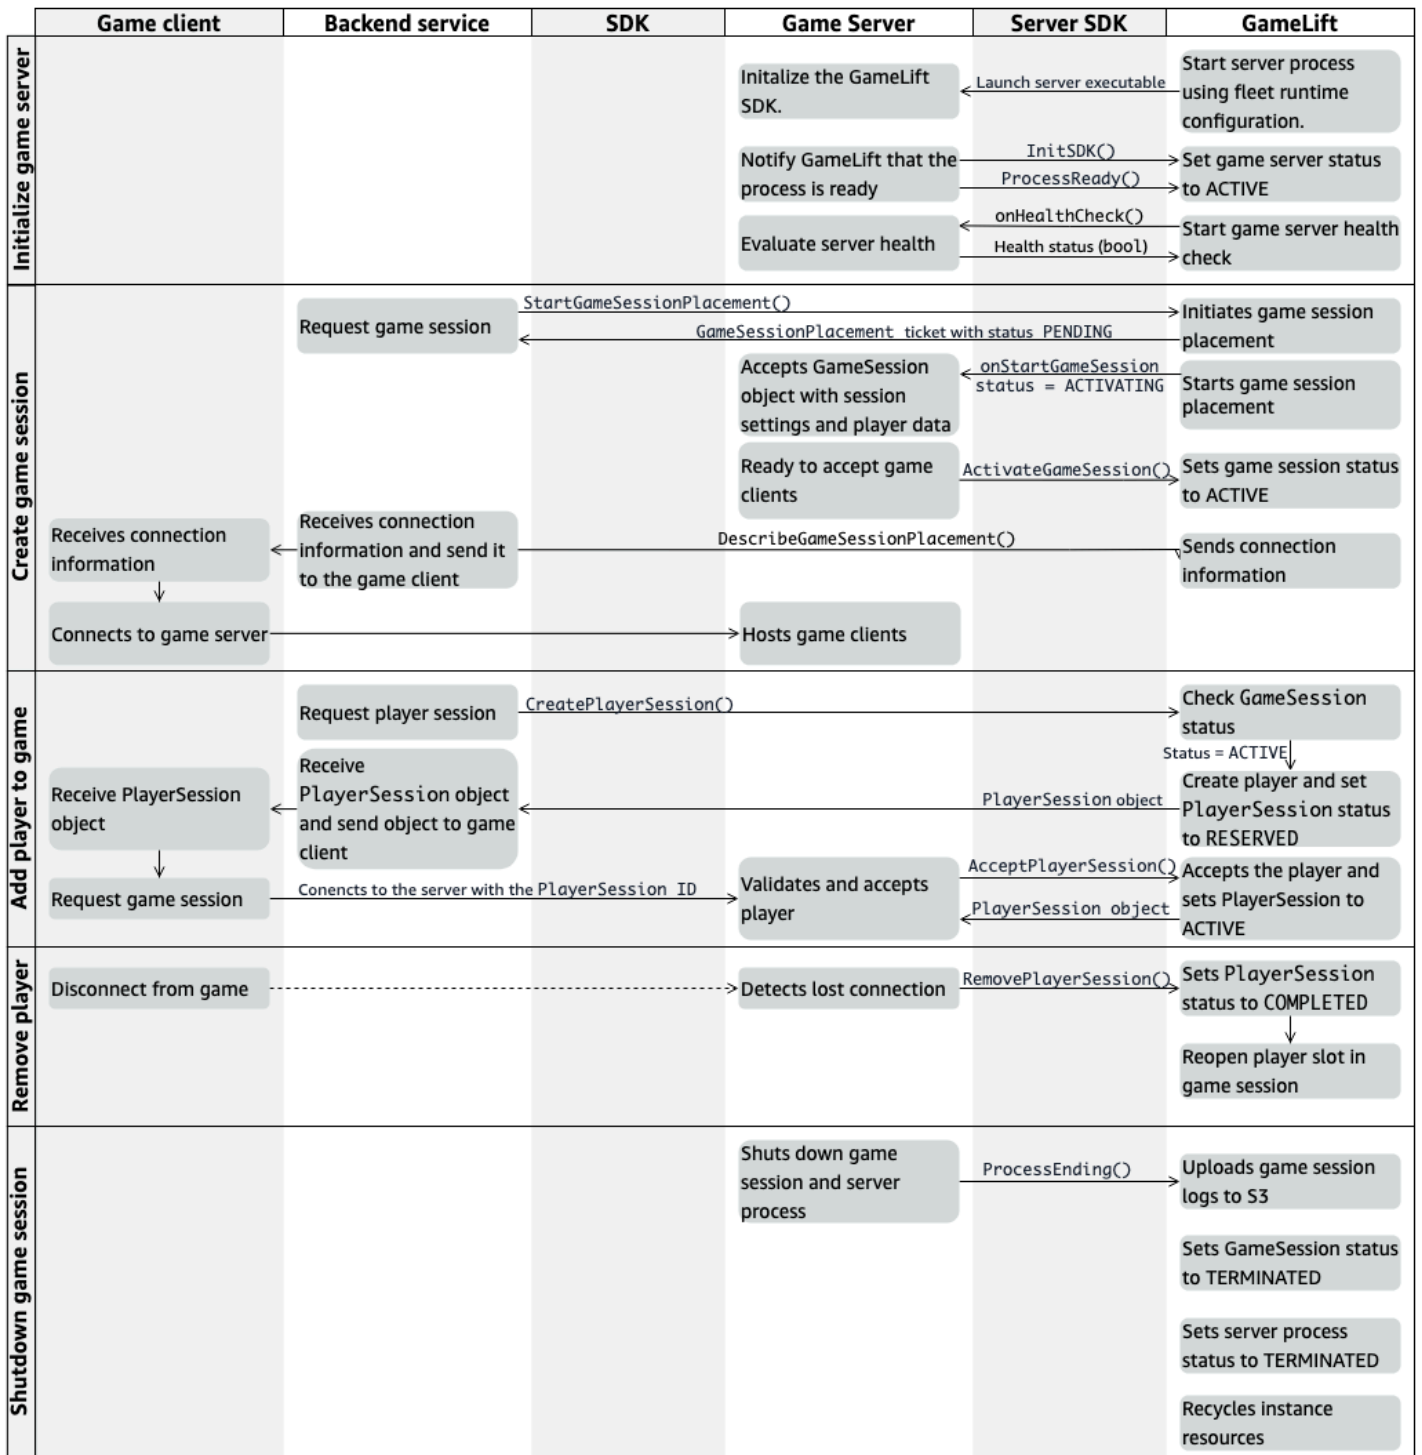 Game client
Backend service
SDK
Game Server
Server SDK
GameLift
Initialize game server
Initalize the GameLift
SDK.
Launch server executable
Start server process
using fleet runtime
configuration.
Notify GameLift that the
process is ready
InitSDK()
ProcessReady()
Set game server status
to ACTIVE
Evaluate server health
onHealthCheck()
Health status (bool)
Start game server health
check
Create game session
Request game session
StartGameSessionPlacement()
GameSessionPlacement ticket with status PENDING
Initiates game session
placement
Accepts GameSession
object with session
settings and player data
onStartGameSession
status = ACTIVATING
Starts game session
placement
Ready to accept game
clients
ActivateGameSession()
Sets game session status
to ACTIVE
Receives connection
information
Receives connection
information and send it
to the game client
DescribeGameSessionPlacement()
Sends connection
information
Connects to game server
Hosts game clients
Add player to game
Request player session
CreatePlayerSession()
Check GameSession
status
Status = ACTIVE
Receive PlayerSession
object
Receive
PlayerSession object
and send object to game
client
PlayerSession object
Create player and set
PlayerSession status
to RESERVED
Request game session
Conencts to the server with the PlayerSession ID
Validates and accepts
player
AcceptPlayerSession()
PlayerSession object
Accepts the player and
sets PlayerSession to
ACTIVE
Remove player
Disconnect from game
Detects lost connection
RemovePlayerSession()
Sets PlayerSession
status to COMPLETED
Reopen player slot in
game session
Shutdown game session
Shuts down game
session and server
process
ProcessEnding()
Uploads game session
logs to S3
Sets GameSession status
to TERMINATED
Sets server process
status to TERMINATED
Recycles instance
resources